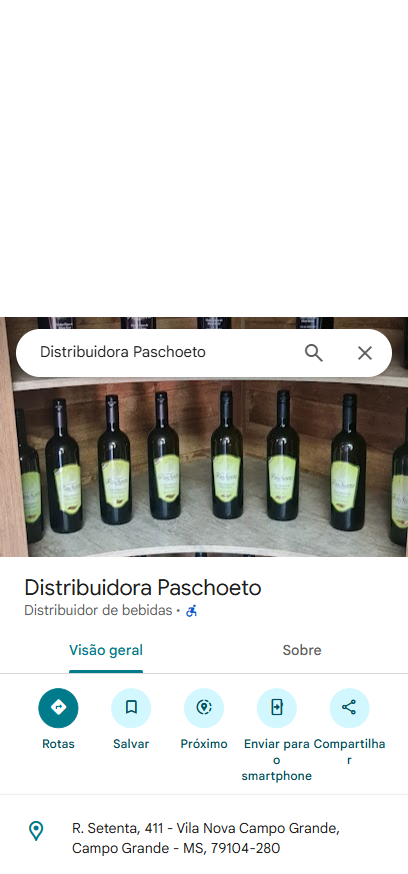 Distribuidora Paschoeto
Distribuidora Paschoeto
Distribuidor de bebidas ·
Visão geral
Sobre
Rotas
Salvar
Próximo
Enviar para o smartphone
Compartilhar
R. Setenta, 411 - Vila Nova Campo Grande,
Campo Grande - MS, 79104-280